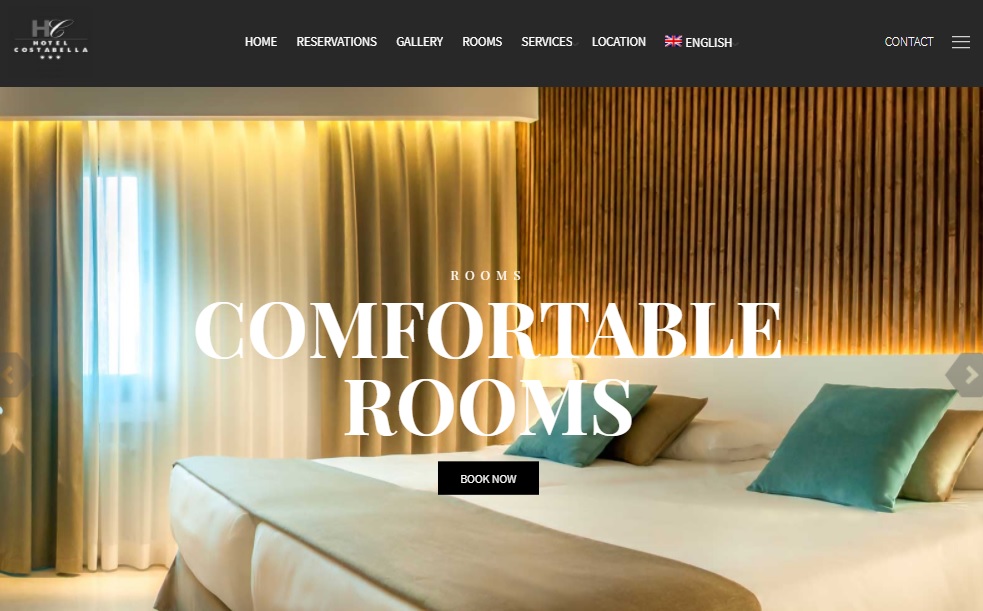 HC
HOTEL
COSTABELLA
HOME RESERVATIONS GALLERY ROOMS SERVICES LOCATION ENGLISH CONTACT
ROOMS
COMFORTABLE
ROOMS
BOOK NOW